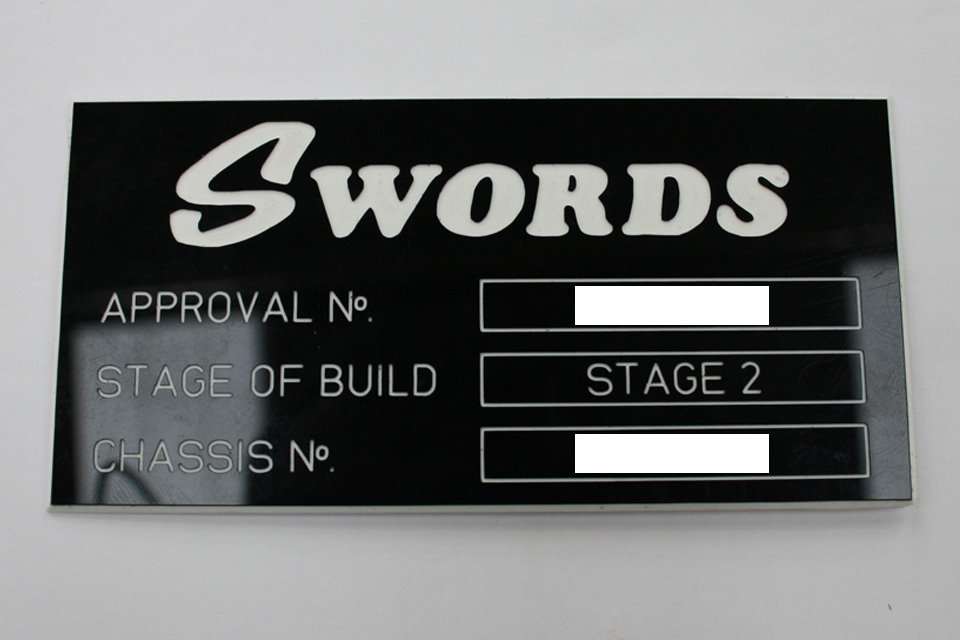 SWORDS
APPROVAL Nº.
STAGE OF BUILD STAGE 2
CHASSIS Nº.